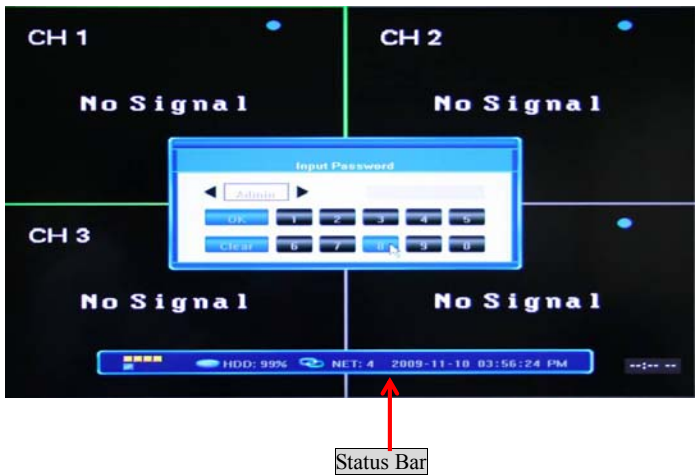 CH 1
CH 2
No Signal
No Signal
Input Password
Admin
OK 1 2 3 4 5
Clear 6 7 8 9 0
CH 3
No Signal
No Signal
HDD: 99% NET: 4 2009-11-10 03:56:24 PM
--:-- --
Status Bar